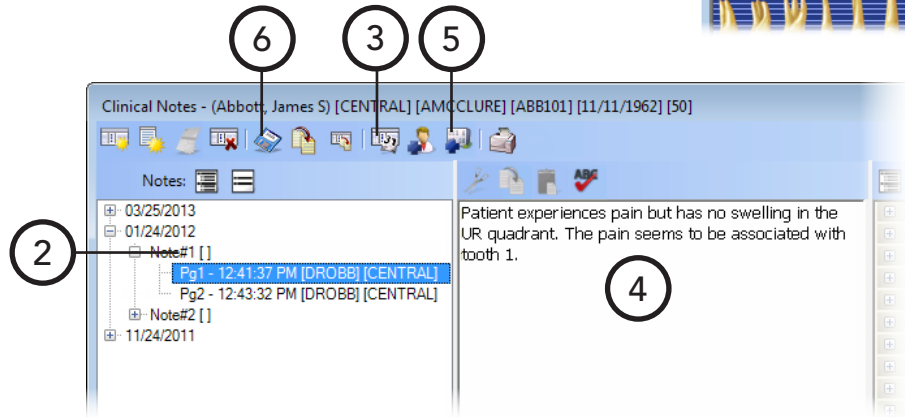 6
3
5
Clinical Notes - (Abbott, James S) [CENTRAL] [AMCCLURE] [ABB101] [11/11/1962] [50]
Notes:
ABC
03/25/2013
01/24/2012
2
Note#1 [ ]
Pg1 - 12:41:37 PM [DROBB] [CENTRAL]
Pg2 - 12:43:32 PM [DROBB] [CENTRAL]
Note#2 [ ]
11/24/2011
Patient experiences pain but has no swelling in the
UR quadrant. The pain seems to be associated with
tooth 1.
4